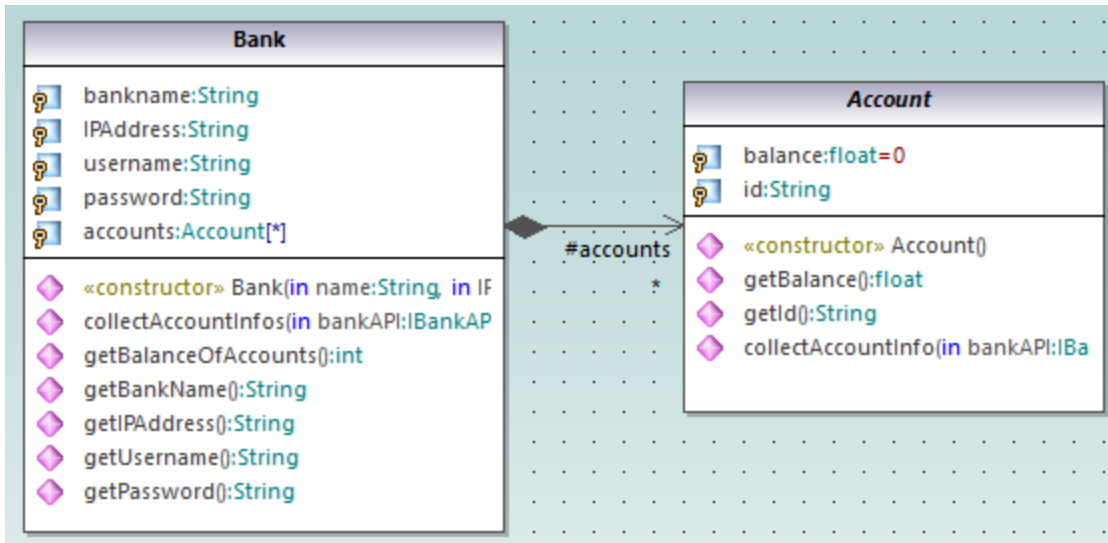 Bank
bankname:String
IPAddress:String
username:String
password:String
accounts:Account[*]
«constructor» Bank(in name:String, in IP
collectAccountInfos(in bankAPI:IBankAP
getBalanceOfAccounts():int
getBankName():String
getIPAddress():String
getUsername():String
getPassword():String
#accounts
*
Account
balance:float=0
id:String
«constructor» Account()
getBalance():float
getId():String
collectAccountInfo(in bankAPI:IBa